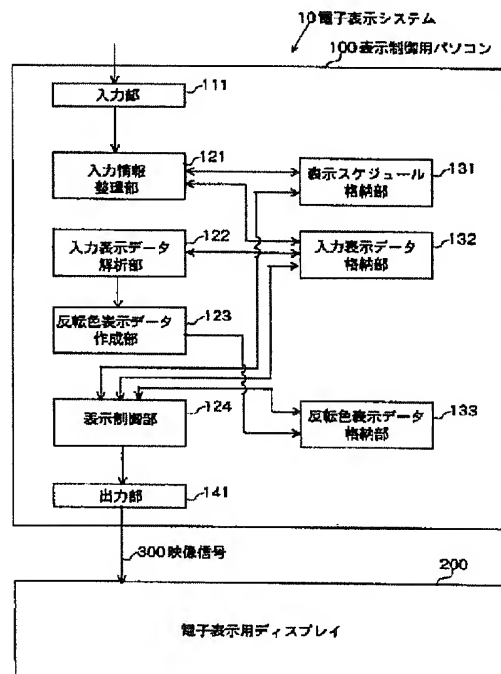 10電子表示システム
100表示制御用パソコン
入力部
111
入力情報
整理部
121
表示スケジュール
格納部
131
入力表示データ
解析部
122
入力表示データ
格納部
132
反転色表示データ
作成部
123
表示制御部
124
反転色表示データ
格納部
133
出力部
141
300映像信号
200
電子表示用ディスプレイ